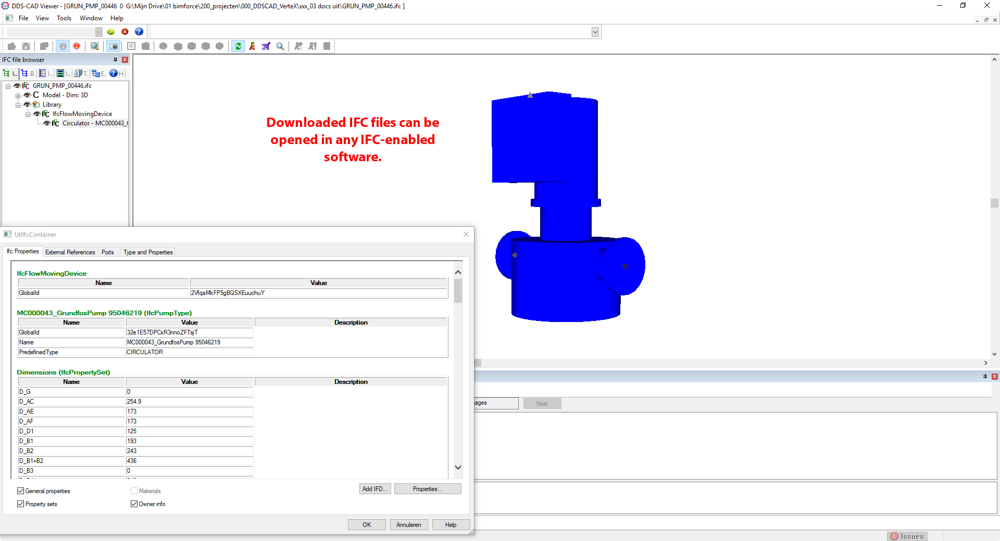 DDS-CAD Viewer - [GRUN_PMP_00446  0  G:\Mijn Drive\01 bimforce\200_projecten\000_DDSCAD_VerteX\xxx_03 docs uit\GRUN_PMP_00446.ifc ]
File View Tools Window Help
IFC file browser
I.. B. I.. I.. T. E. H
GRUN_PMP_00446.ifc
Model - Dim: 3D
Library
IfcFlowMovingDevice
Circulator - MC000043_
Downloaded IFC files can be
opened in any IFC-enabled
software.
UtlIfcContainer
Ifc Properties External References Ports Type and Properties
IfcFlowMovingDevice
Name Value
GlobalId 2VfqaMkFP5gBQSXEuuchuY
MC000043_GrundfosPump 95046219 (IfcPumpType)
Name Value Description
GlobalId 32e1E57DPCxR3nnoZFTsjT
Name MC000043_GrundfosPump 95046219
PredefinedType CIRCULATOR
Dimensions (IfcPropertySet)
Name Value Description
D_G 0
D_AC 254.9
D_AE 173
D_AF 173
D_D1 125
D_B1 193
D_B2 243
D_B1+B2 436
D_B3 0
ages Next
General properties Materials Add IFD... Properties...
Property sets Owner info
OK Annuleren Help
Issues